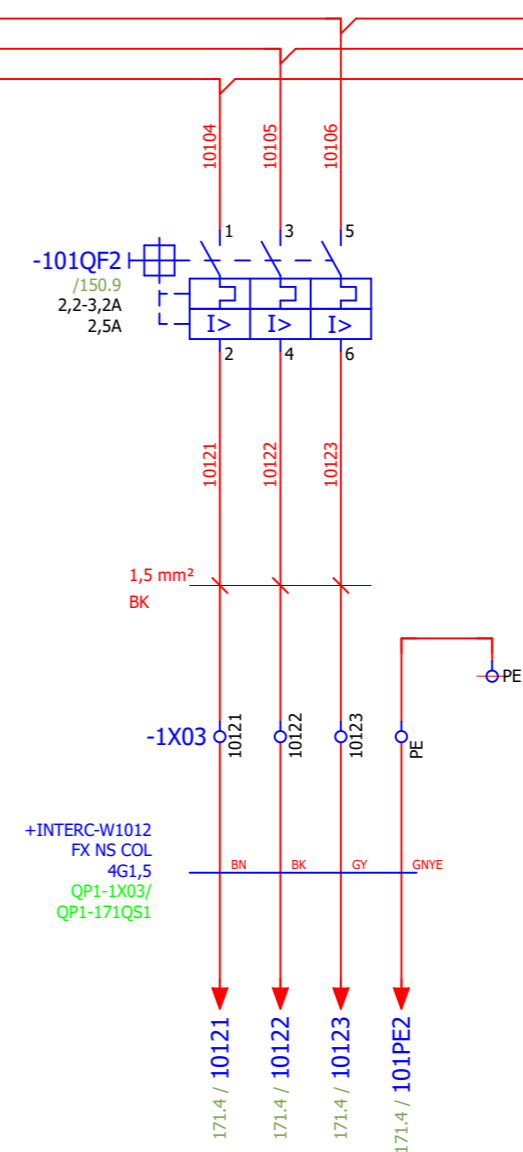 10104
10105
10106
1
3
5
-101QF2
/150.9
2,2-3,2A
2,5A
I>
I>
I>
2
4
6
10121
10122
10123
1,5 mm²
BK
PE
-1X03
10121
10122
10123
PE
+INTERC-W1012
FX NS COL
4G1,5
QP1-1X03/
QP1-171QS1
BN
BK
GY
GNYE
171.4 / 10121
171.4 / 10122
171.4 / 10123
171.4 / 101PE2